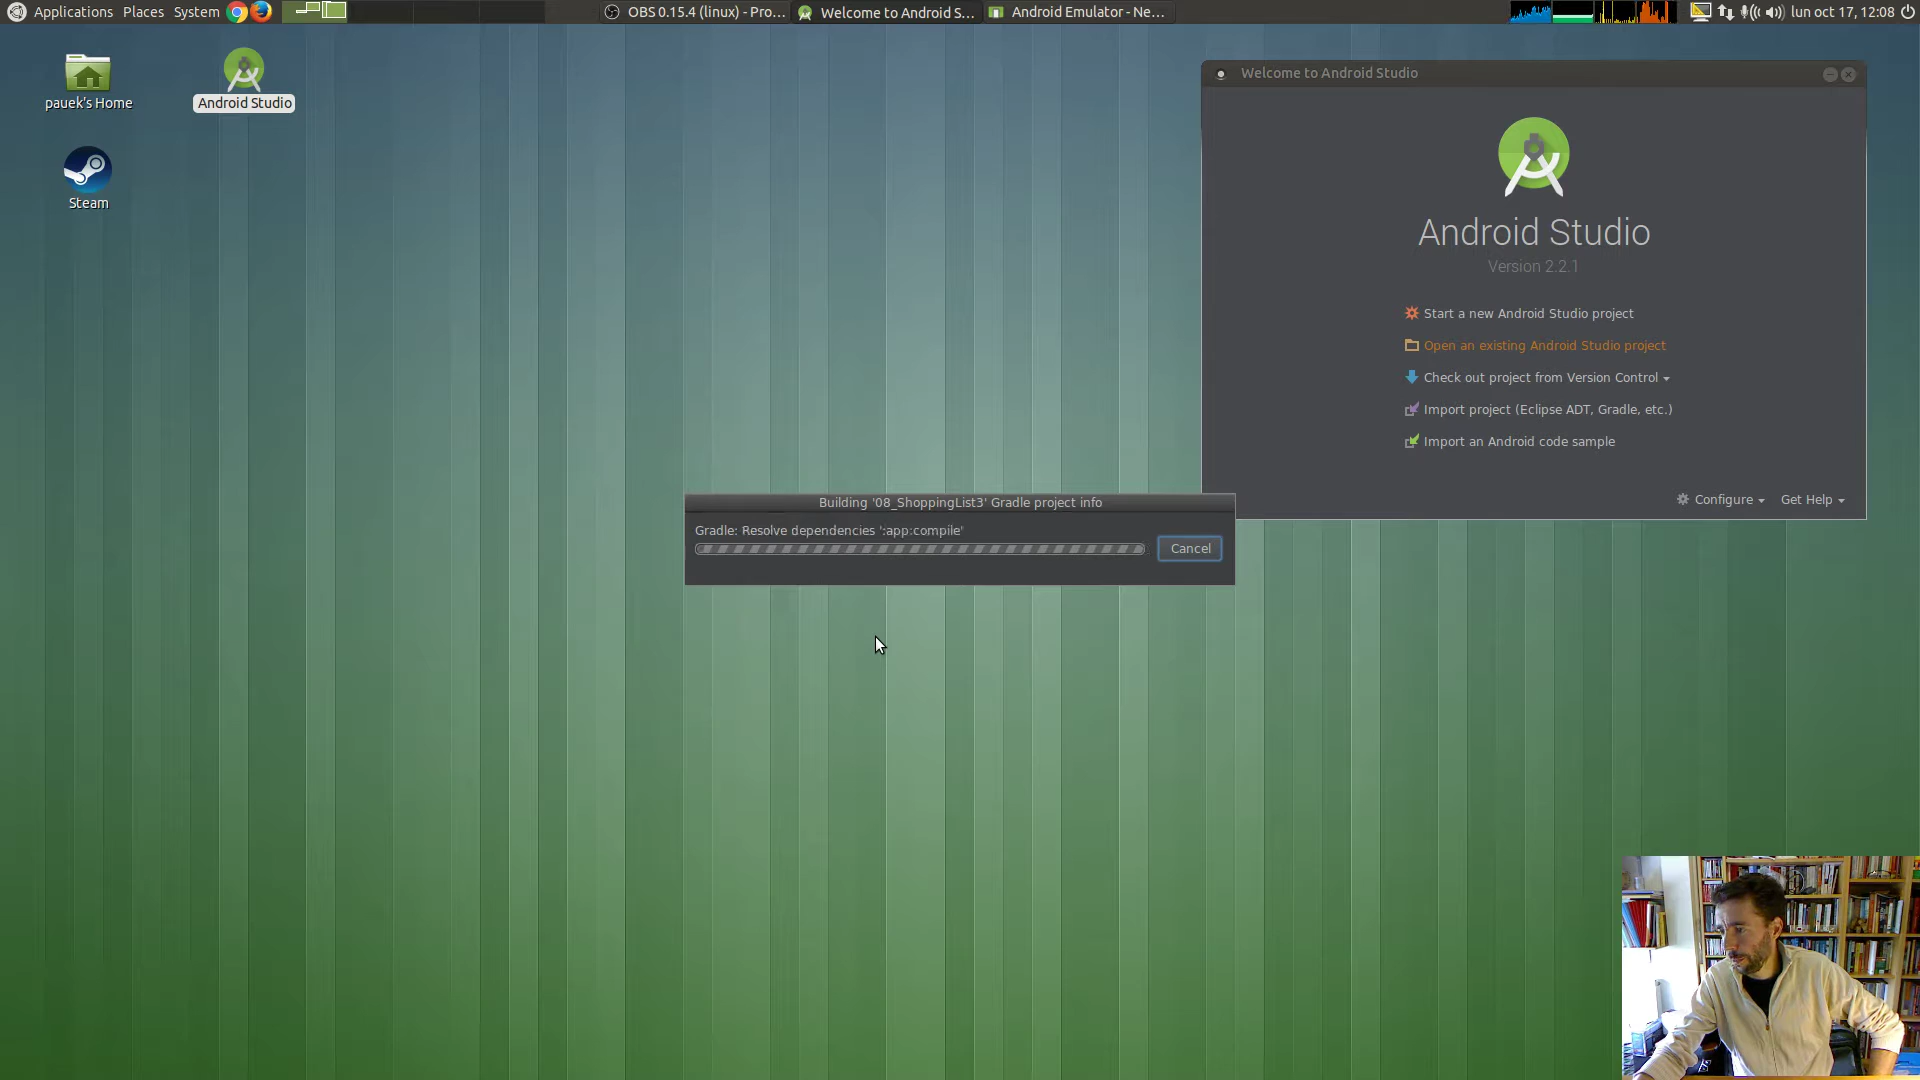 Applications Places System
OBS 0.15.4 (linux) - Pro...
Welcome to Android S...
Android Emulator - Ne...
lun oct 17, 12:08
pauek's Home
Android Studio
Steam
Welcome to Android Studio
Android Studio
Version 2.2.1
Start a new Android Studio project
Open an existing Android Studio project
Check out project from Version Control
Import project (Eclipse ADT, Gradle, etc.)
Import an Android code sample
Configure
Get Help
Building '08_ShoppingList3' Gradle project info
Gradle: Resolve dependencies ':app:compile'
Cancel